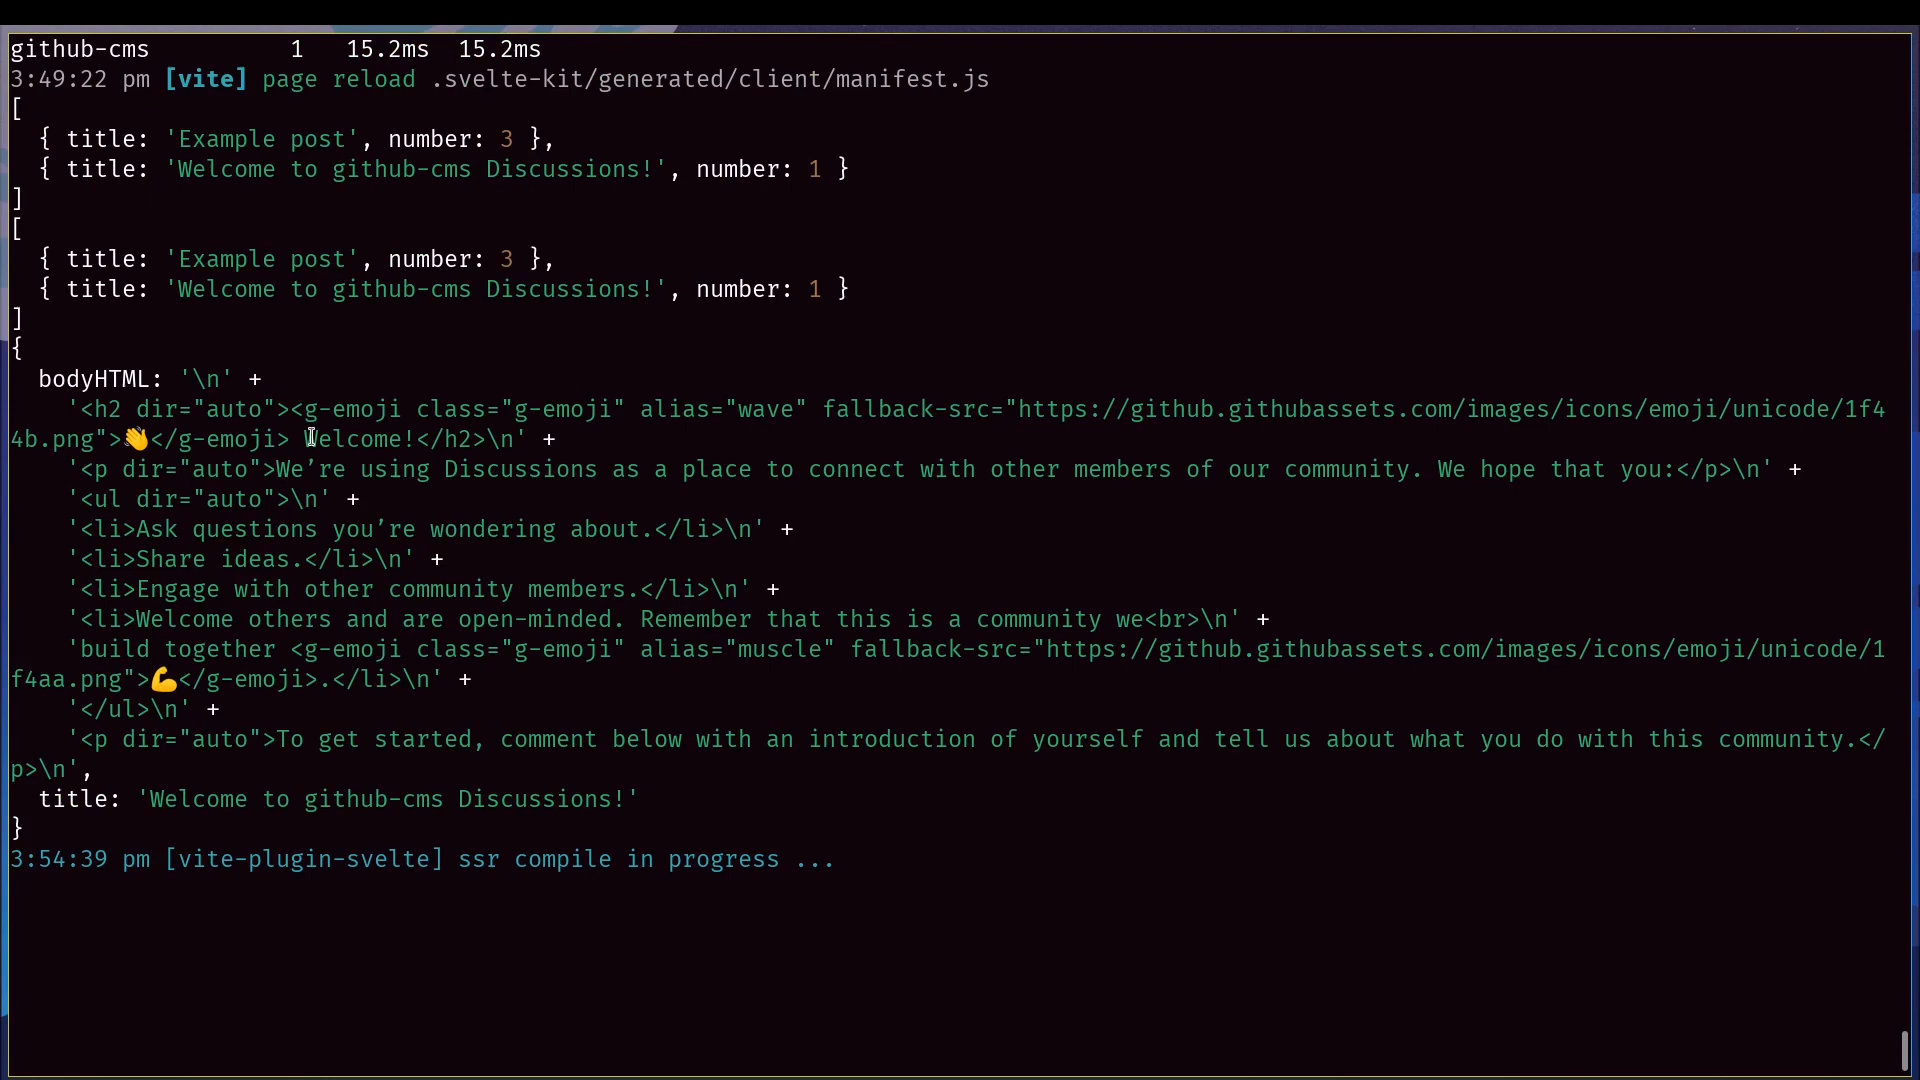 github-cms          1   15.2ms  15.2ms
3:49:22 pm [vite] page reload .svelte-kit/generated/client/manifest.js
[
  { title: 'Example post', number: 3 },
  { title: 'Welcome to github-cms Discussions!', number: 1 }
]
[
  { title: 'Example post', number: 3 },
  { title: 'Welcome to github-cms Discussions!', number: 1 }
]
{
  bodyHTML: '\n' +
    '<h2 dir="auto"><g-emoji class="g-emoji" alias="wave" fallback-src="https://github.githubassets.com/images/icons/emoji/unicode/1f4
4b.png">👋</g-emoji> Welcome!</h2>\n' +
    '<p dir="auto">We’re using Discussions as a place to connect with other members of our community. We hope that you:</p>\n' +
    '<ul dir="auto">\n' +
    '<li>Ask questions you’re wondering about.</li>\n' +
    '<li>Share ideas.</li>\n' +
    '<li>Engage with other community members.</li>\n' +
    '<li>Welcome others and are open-minded. Remember that this is a community we<br>\n' +
    'build together <g-emoji class="g-emoji" alias="muscle" fallback-src="https://github.githubassets.com/images/icons/emoji/unicode/1
f4aa.png">💪</g-emoji>.</li>\n' +
    '</ul>\n' +
    '<p dir="auto">To get started, comment below with an introduction of yourself and tell us about what you do with this community.</
p>\n',
  title: 'Welcome to github-cms Discussions!'
}
3:54:39 pm [vite-plugin-svelte] ssr compile in progress ...